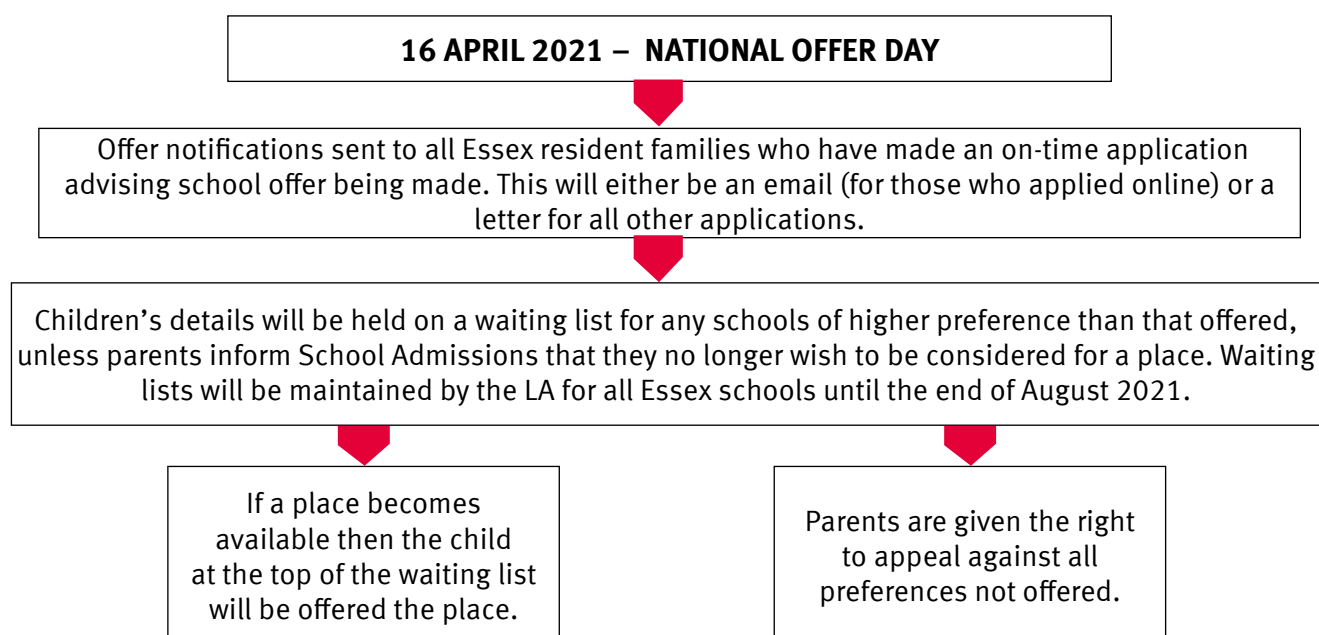 16 APRIL 2021 – NATIONAL OFFER DAY
Offer notifications sent to all Essex resident families who have made an on-time application
advising school offer being made. This will either be an email (for those who applied online) or a
letter for all other applications.
Children’s details will be held on a waiting list for any schools of higher preference than that offered,
unless parents inform School Admissions that they no longer wish to be considered for a place. Waiting
lists will be maintained by the LA for all Essex schools until the end of August 2021.
If a place becomes
available then the child
at the top of the waiting list
will be offered the place.
Parents are given the right
to appeal against all
preferences not offered.